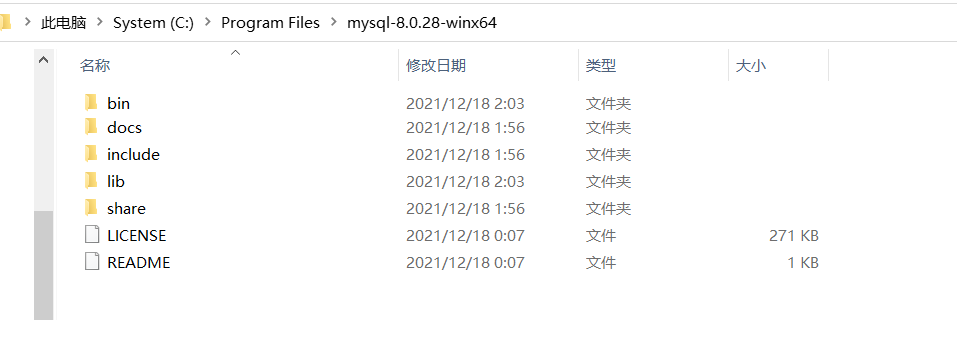 此电脑 > System (C:) > Program Files > mysql-8.0.28-winx64
名称 修改日期 类型 大小
bin 2021/12/18 2:03 文件夹
docs 2021/12/18 1:56 文件夹
include 2021/12/18 1:56 文件夹
lib 2021/12/18 2:03 文件夹
share 2021/12/18 1:56 文件夹
LICENSE 2021/12/18 0:07 文件 271 KB
README 2021/12/18 0:07 文件 1 KB